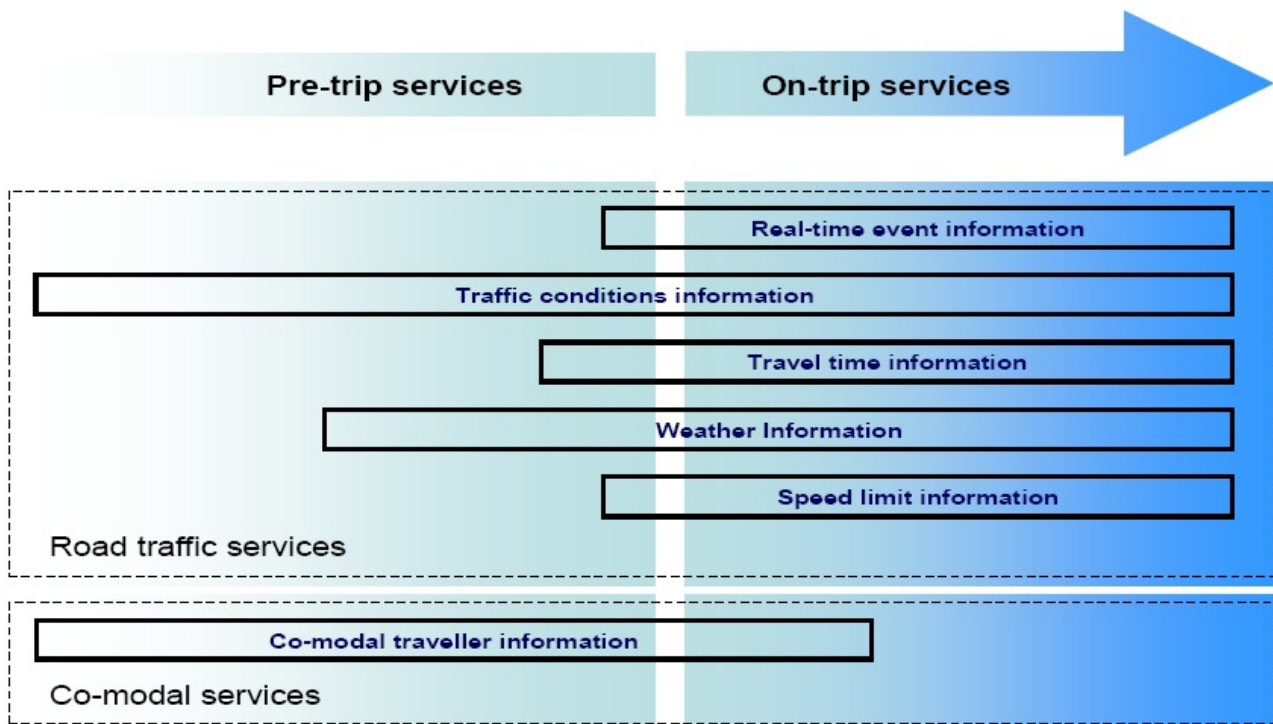 Pre-trip services
On-trip services
Real-time event information
Traffic conditions information
Travel time information
Weather Information
Speed limit information
Road traffic services
Co-modal traveller information
Co-modal services